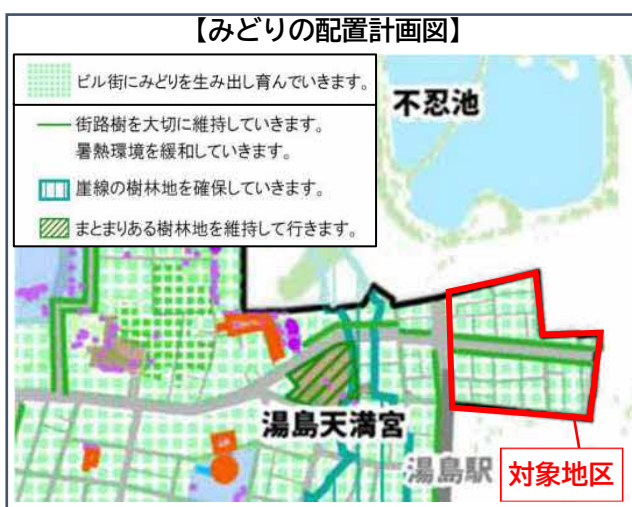 【みどりの配置計画図】
ビル街にみどりを生み出し育んでいきます。
街路樹を大切に維持していきます。
暑熱環境を緩和していきます。
崖線の樹林地を確保していきます。
まとまりある樹林地を維持して行きます。
不忍池
湯島天満宮
湯島駅
対象地区